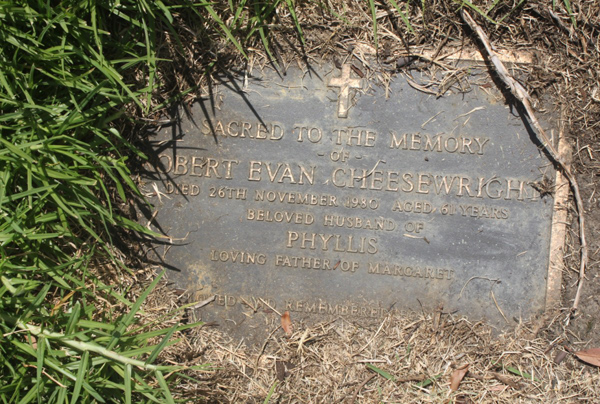 SACRED TO THE MEMORY
- OF -
OBERT EVAN CHEESEWRIGHT
DIED 26TH NOVEMBER 1980 AGED 61 YEARS
BELOVED HUSBAND OF
PHYLLIS
LOVING FATHER OF MARGARET
REMEMBERE